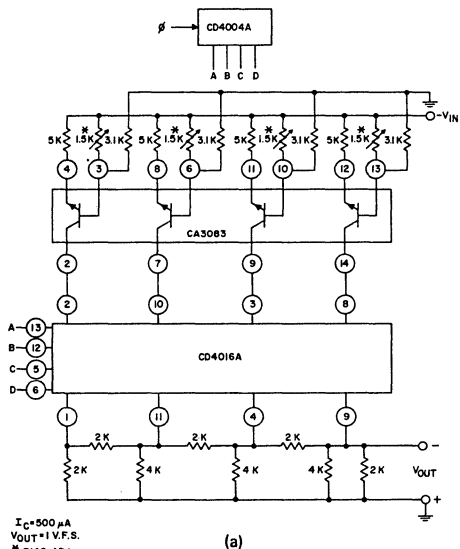 ø
CD4004A
A B C D
-VIN
5K * 1.5K 3.1K 5K * 1.5K 3.1K 5K * 1.5K 3.1K 5K * 1.5K 3.1K
4 3 8 6 11 10 12 13
CA3083
2 7 9 14
2 10 3 8
A 13
B 12
C 5
D 6
CD4016A
1 11 4 9
2K 2K 2K
-
2K 4K 4K 4K 2K
VOUT
+
IC=500 µA
VOUT=1 V.F.S.
*
(a)